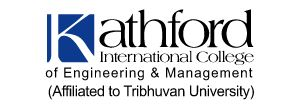 Kathford
International College
of Engineering & Management
(Affiliated to Tribhuvan University)